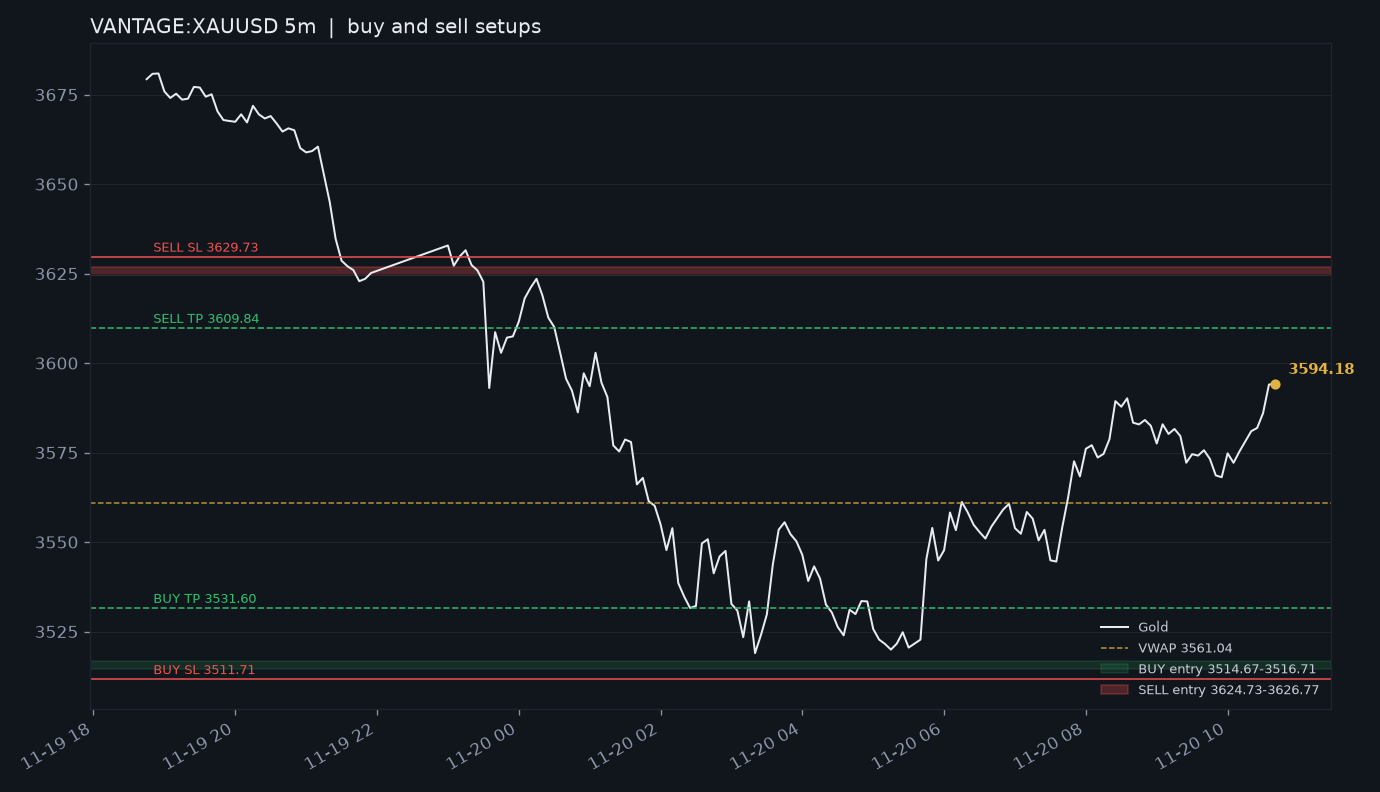 VANTAGE:XAUUSD 5m | buy and sell setups
3675
3650
3625
3600
3575
3550
3525
SELL SL 3629.73
SELL TP 3609.84
3594.18
BUY TP 3531.60
BUY SL 3511.71
Gold
VWAP 3561.04
BUY entry 3514.67-3516.71
SELL entry 3624.73-3626.77
11-19 18
11-19 20
11-19 22
11-20 00
11-20 02
11-20 04
11-20 06
11-20 08
11-20 10